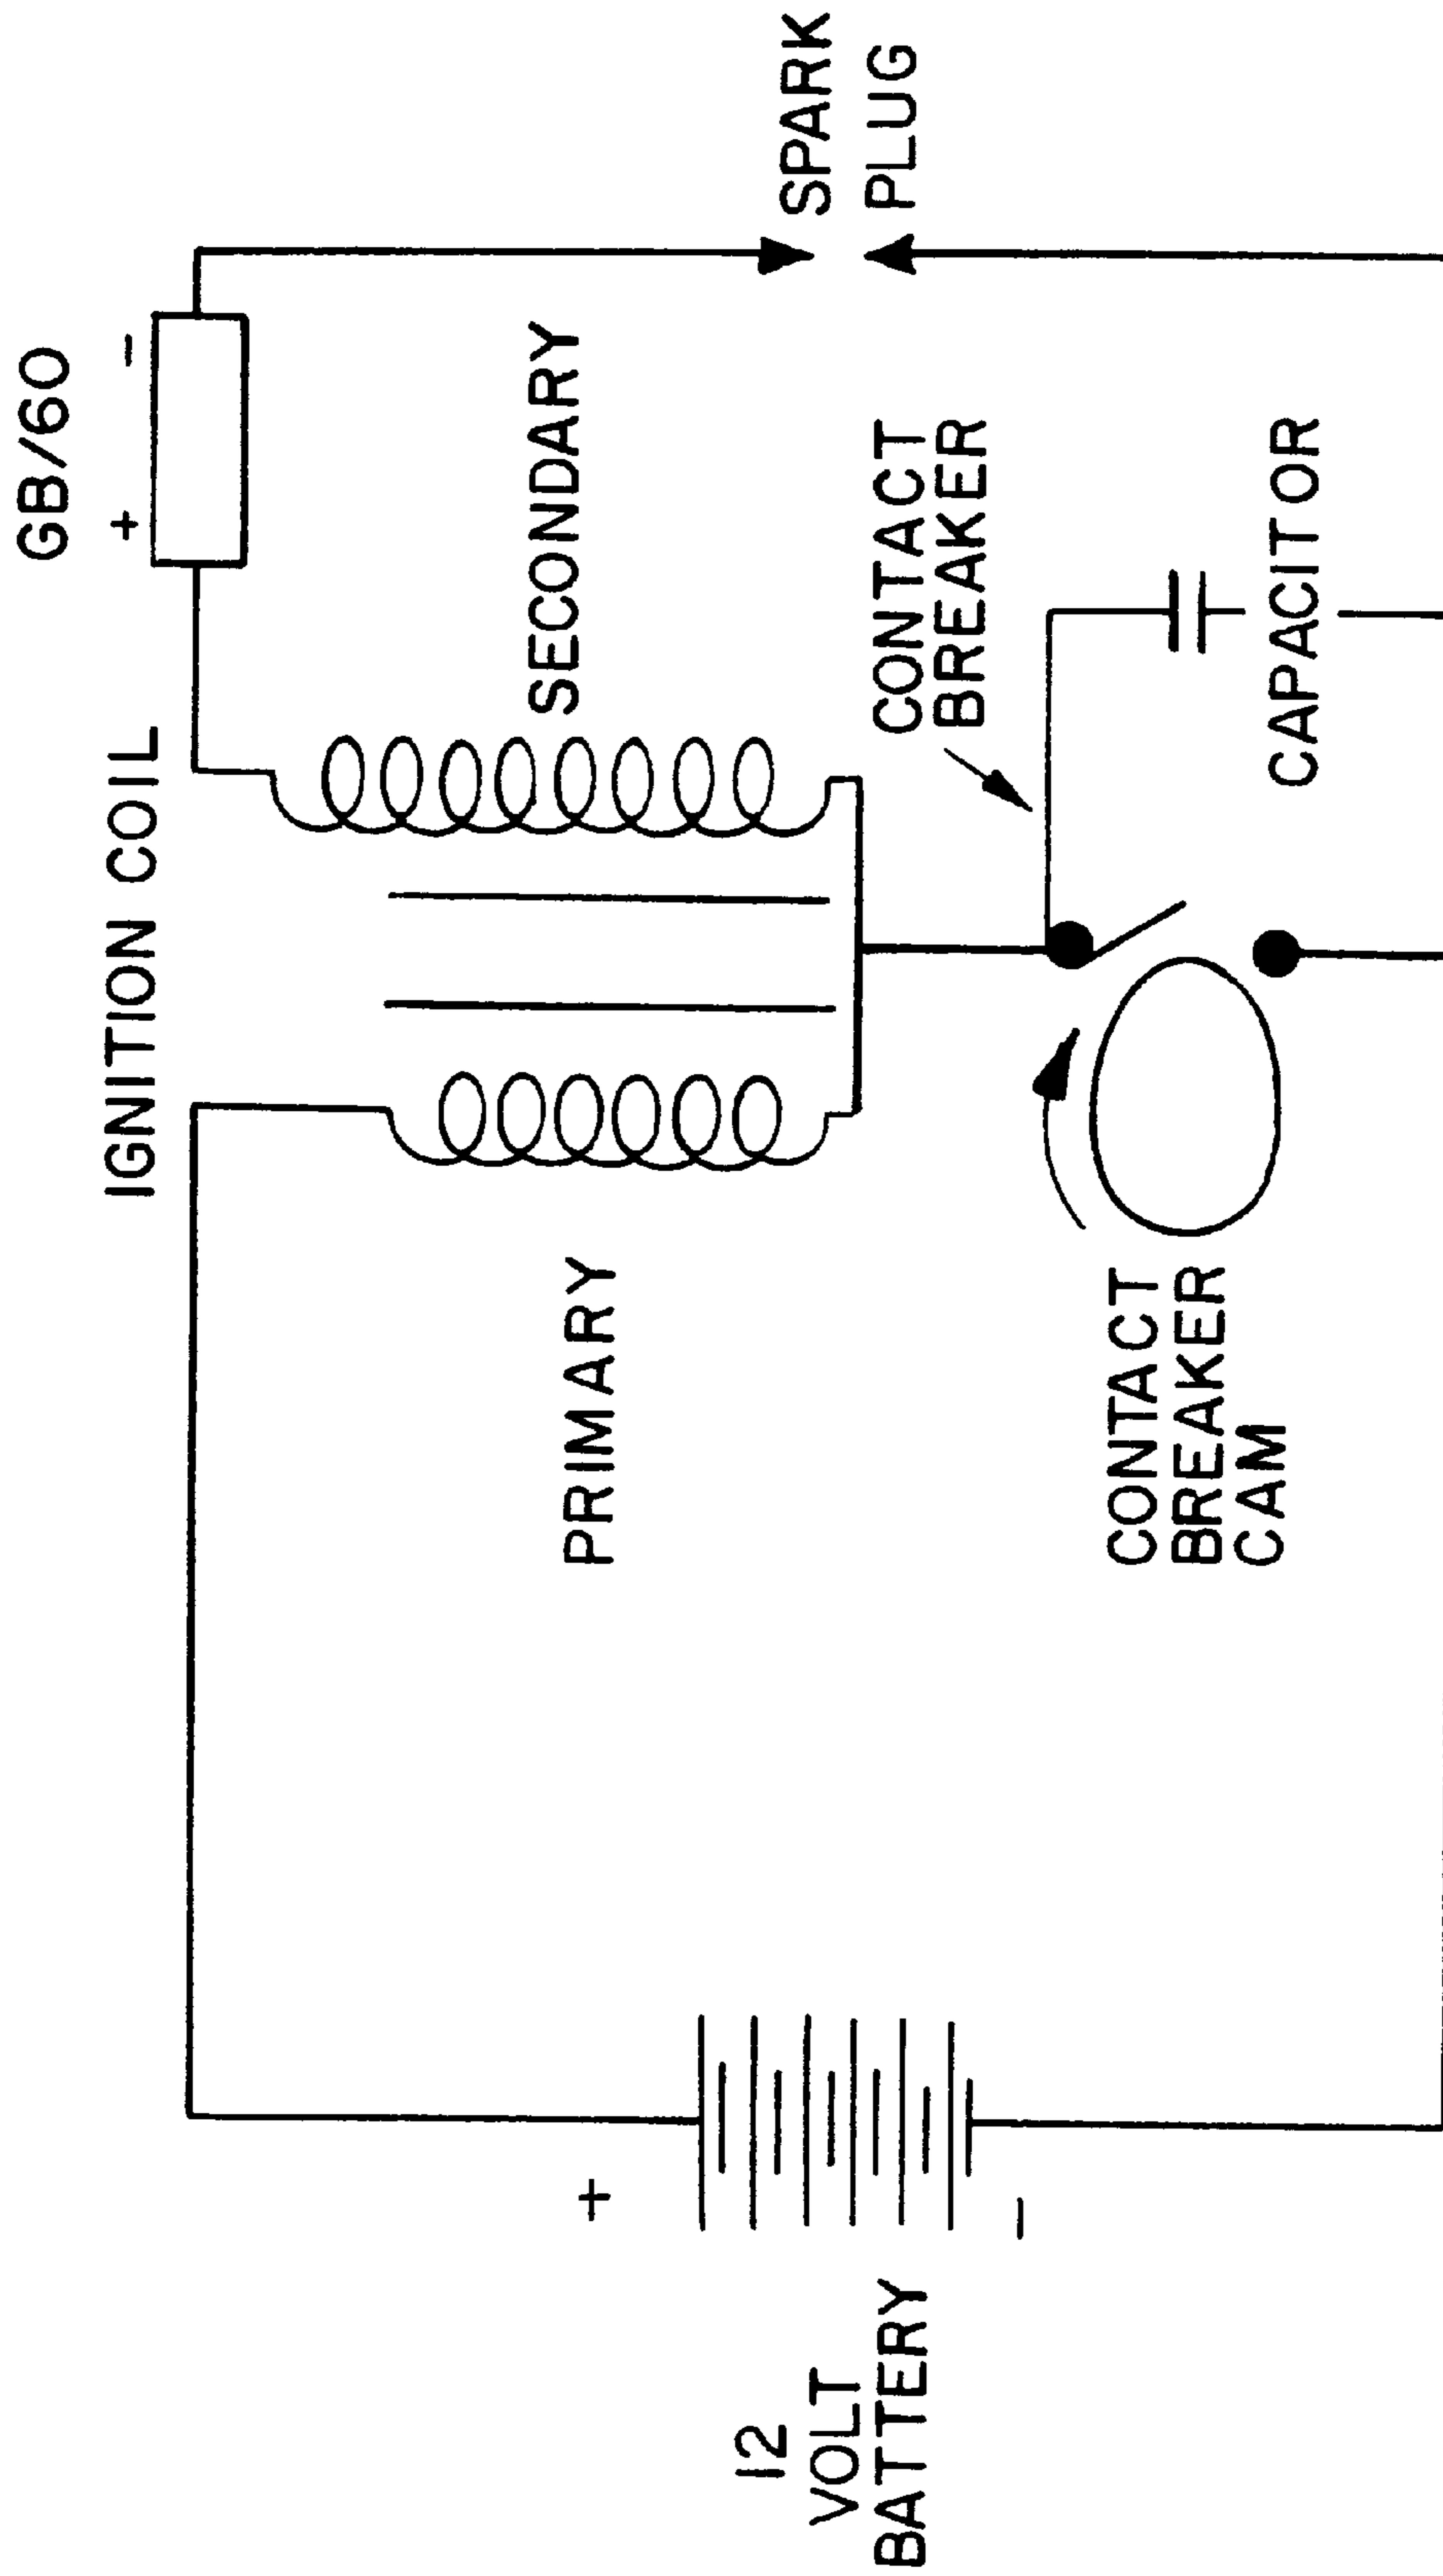 GB/60
+ -
IGNITION COIL
SPARK
PLUG
SECONDARY
PRIMARY
CONTACT
BREAKER
CAPACITOR
CONTACT
BREAKER
CAM
+
12
VOLT
BATTERY
-